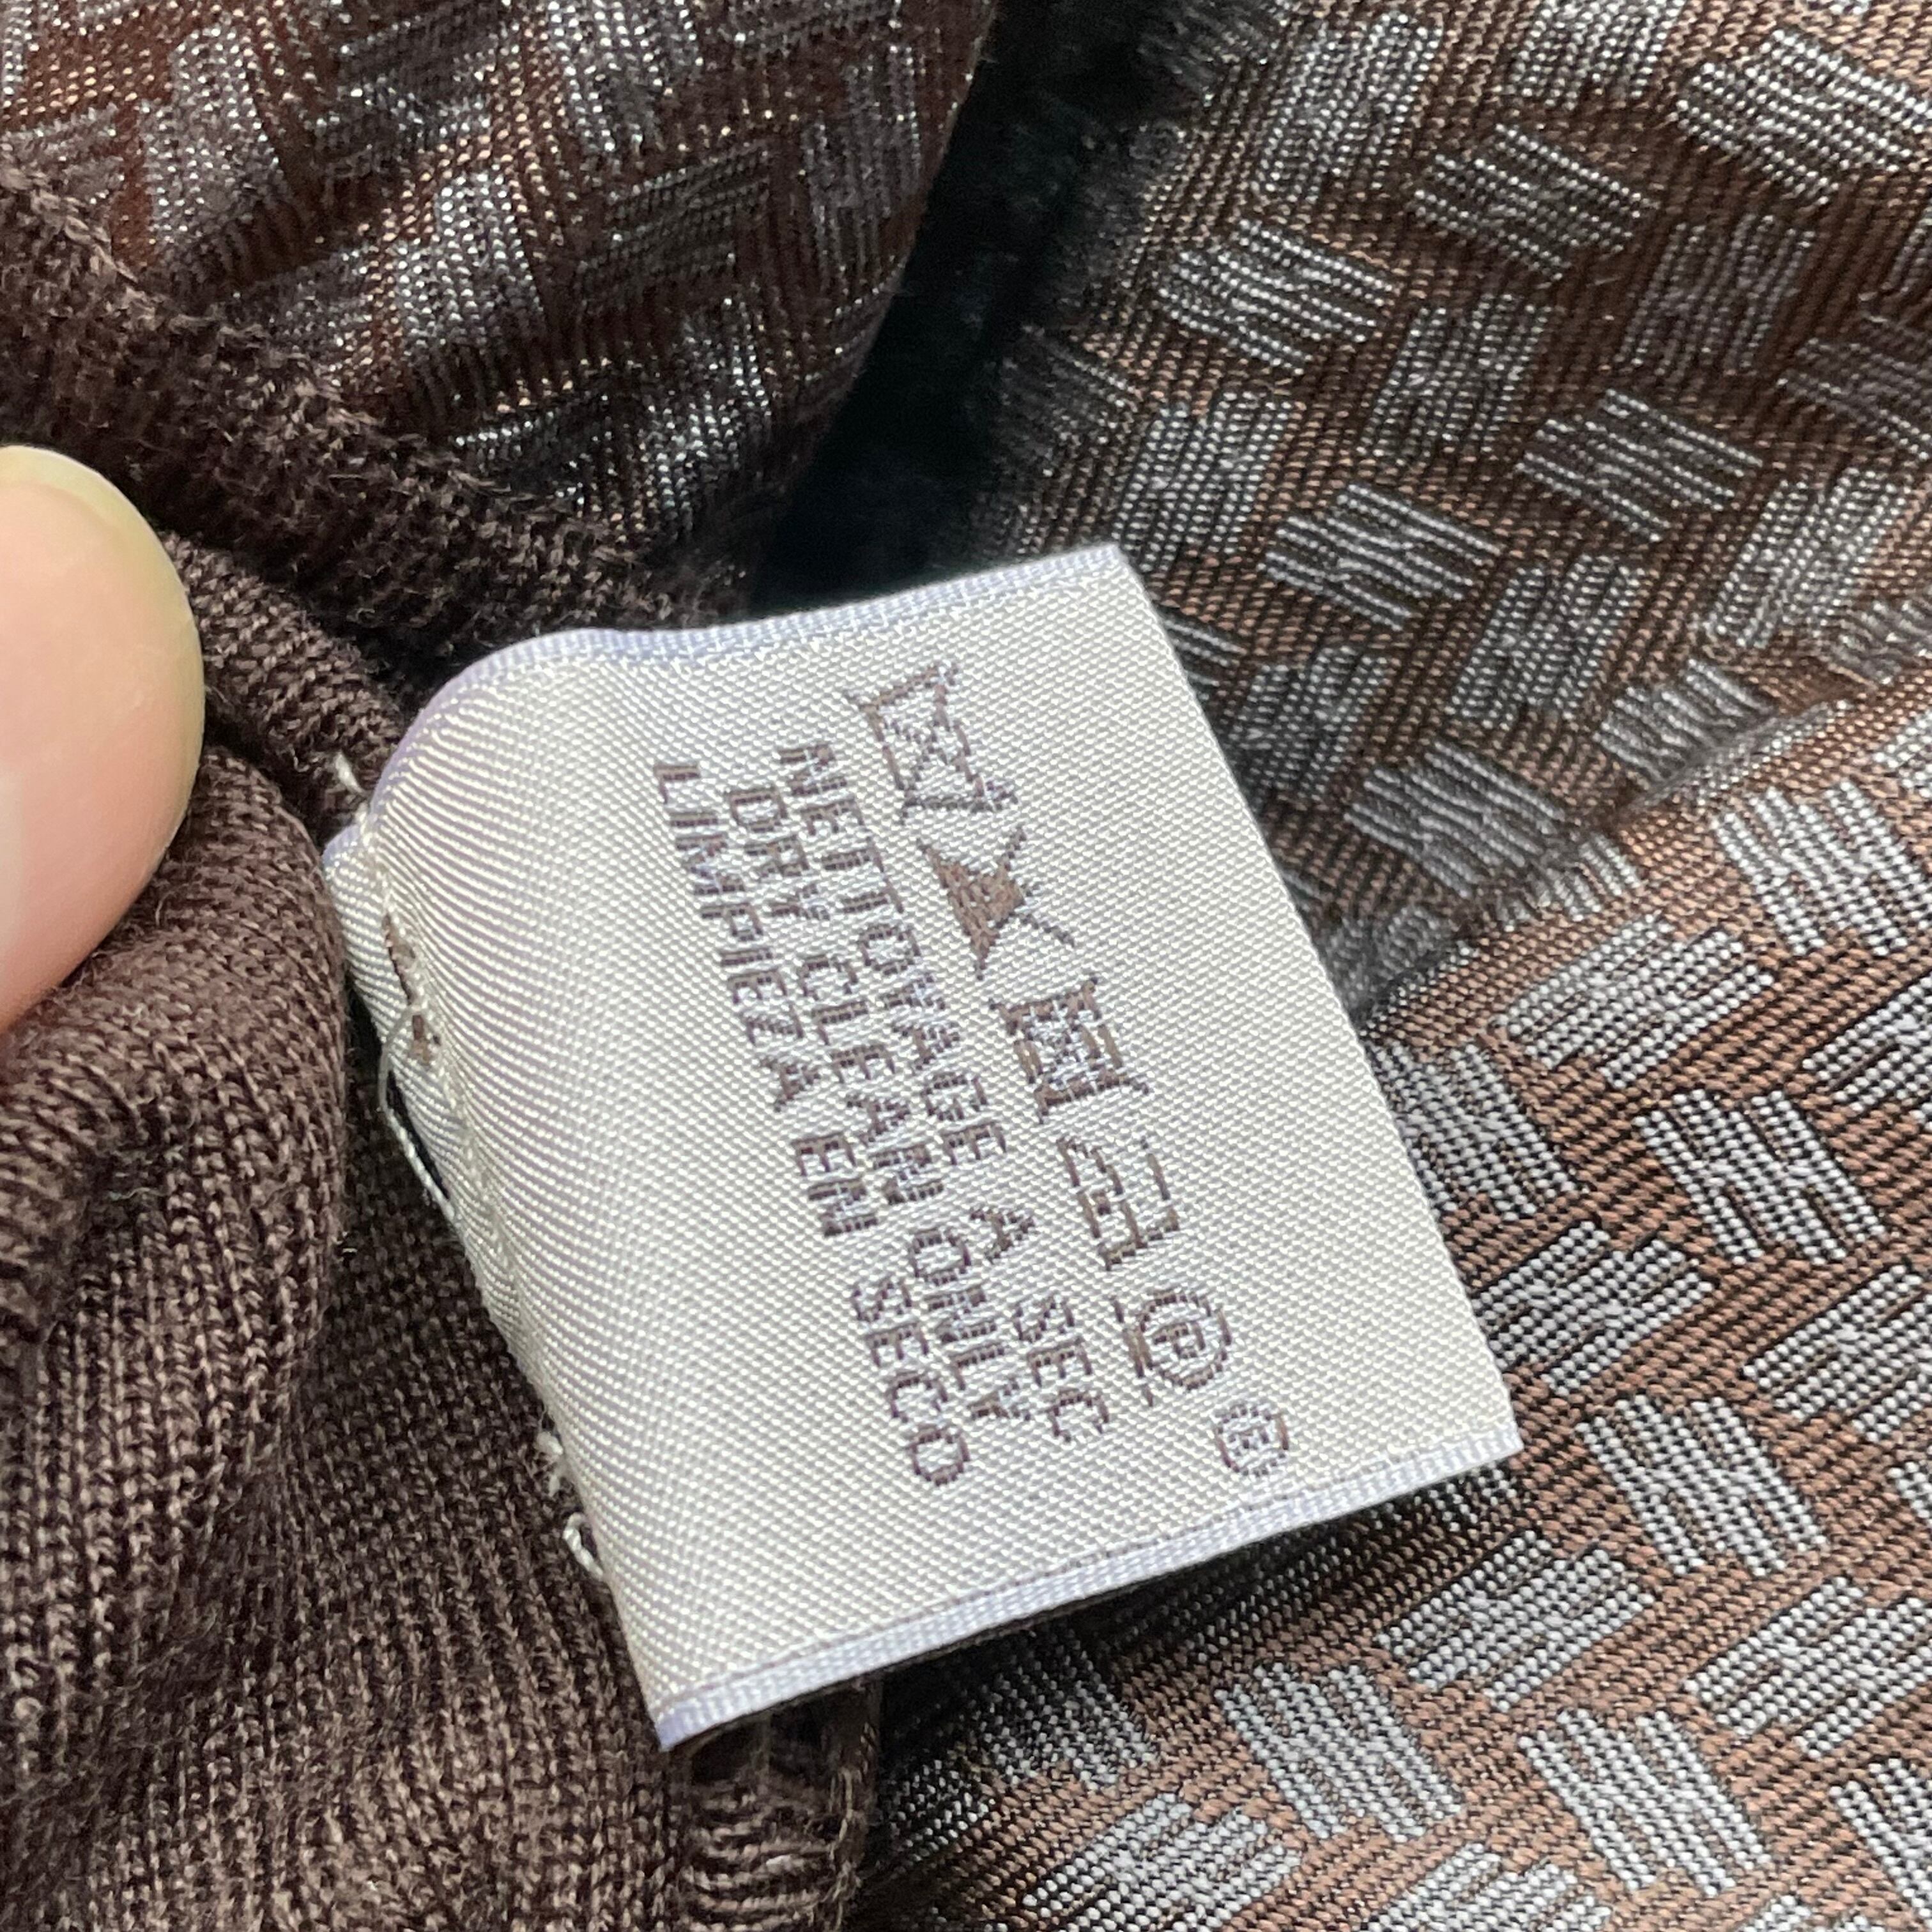 P E
NETTOYAGE A SEC
DRY CLEAN ONLY
LIMPIEZA EN SECO